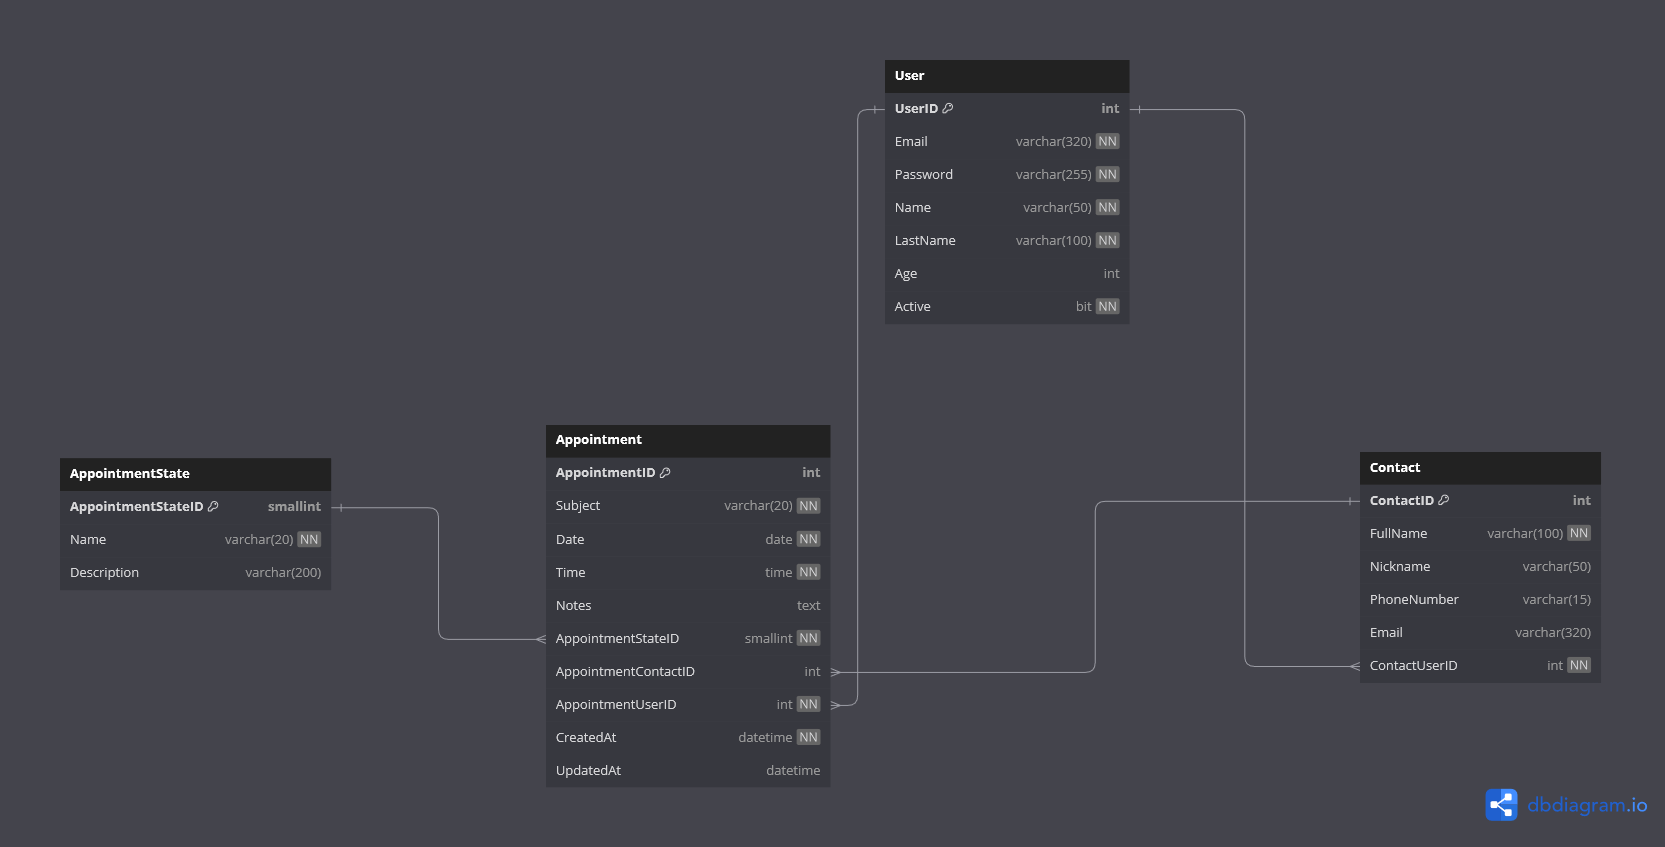 User
UserID int
Email varchar(320) NN
Password varchar(255) NN
Name varchar(50) NN
LastName varchar(100) NN
Age int
Active bit NN
AppointmentState
AppointmentStateID smallint
Name varchar(20) NN
Description varchar(200)
Appointment
AppointmentID int
Subject varchar(20) NN
Date date NN
Time time NN
Notes text
AppointmentStateID smallint NN
AppointmentContactID int
AppointmentUserID int NN
CreatedAt datetime NN
UpdatedAt datetime
Contact
ContactID int
FullName varchar(100) NN
Nickname varchar(50)
PhoneNumber varchar(15)
Email varchar(320)
ContactUserID int NN
dbdiagram.io